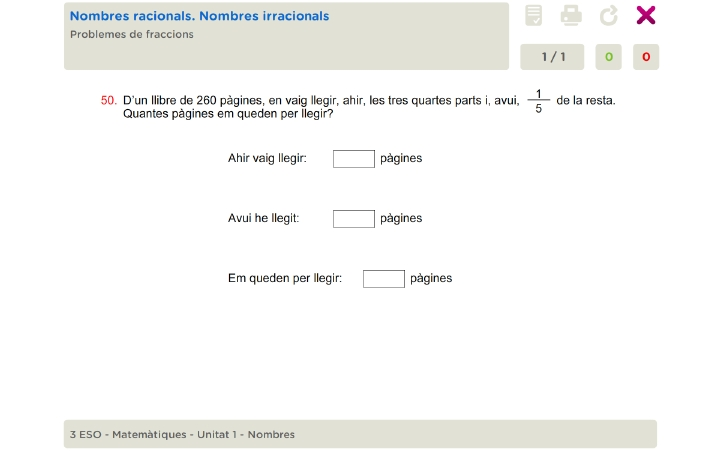 Nombres racionals. Nombres irracionals
Problemes de fraccions
1 / 1
0
0
50. D'un llibre de 260 pàgines, en vaig llegir, ahir, les tres quartes parts i, avui, 1/5 de la resta.
Quantes pàgines em queden per llegir?
Ahir vaig llegir: pàgines
Avui he llegit: pàgines
Em queden per llegir: pàgines
3 ESO - Matemàtiques - Unitat 1 - Nombres